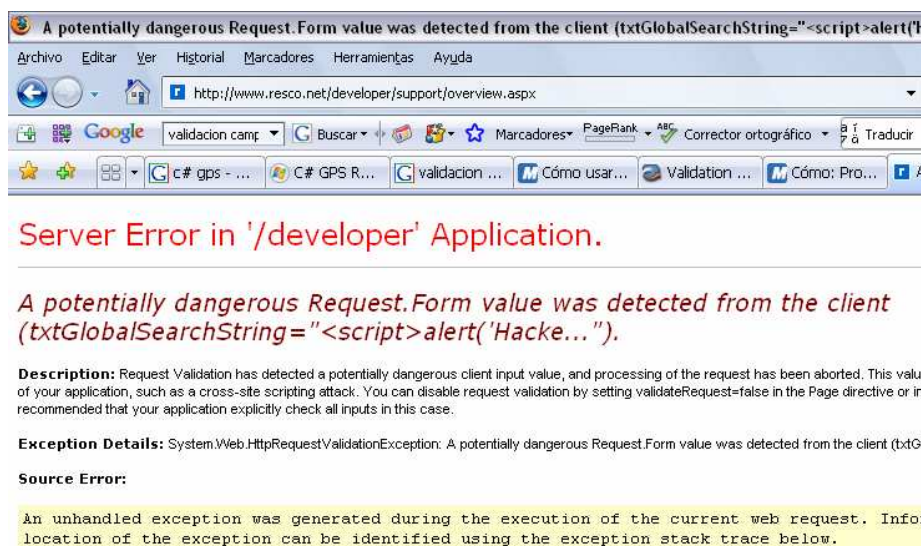 A potentially dangerous Request.Form value was detected from the client (txtGlobalSearchString="<script>alert('
Archivo Editar Ver Historial Marcadores Herramientas Ayuda
http://www.resco.net/developer/support/overview.aspx
Google validacion camp Buscar Marcadores PageRank ABC Corrector ortográfico Traducir
C# gps - ... C# GPS R... validacion ... Cómo usar... Validation ... Cómo: Pro...
Server Error in '/developer' Application.
A potentially dangerous Request.Form value was detected from the client
(txtGlobalSearchString="<script>alert('Hacke...").
Description: Request Validation has detected a potentially dangerous client input value, and processing of the request has been aborted. This valu
of your application, such as a cross-site scripting attack. You can disable request validation by setting validateRequest=false in the Page directive or in
recommended that your application explicitly check all inputs in this case.
Exception Details: System.Web.HttpRequestValidationException: A potentially dangerous Request.Form value was detected from the client (txtG
Source Error:
An unhandled exception was generated during the execution of the current web request. Info
location of the exception can be identified using the exception stack trace below.